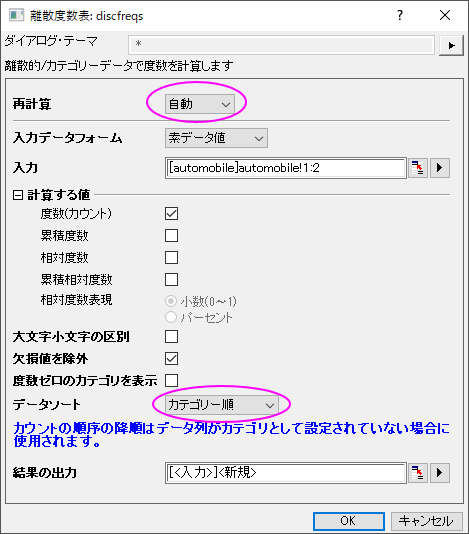 離散度数表: discfreqs
ダイアログ・テーマ *
離散的/カテゴリーデータで度数を計算します
再計算 自動
入力データフォーム 素データ値
入力 [automobile]automobile!1:2
計算する値
度数(カウント)
累積度数
相対度数
累積相対度数
相対度数表現 小数(0～1)
パーセント
大文字小文字の区別
欠損値を除外
度数ゼロのカテゴリを表示
データソート カテゴリー順
カウントの順序の降順はデータ列がカテゴリとして設定されていない場合に
使用されます。
結果の出力 [<入力>]<新規>
OK キャンセル